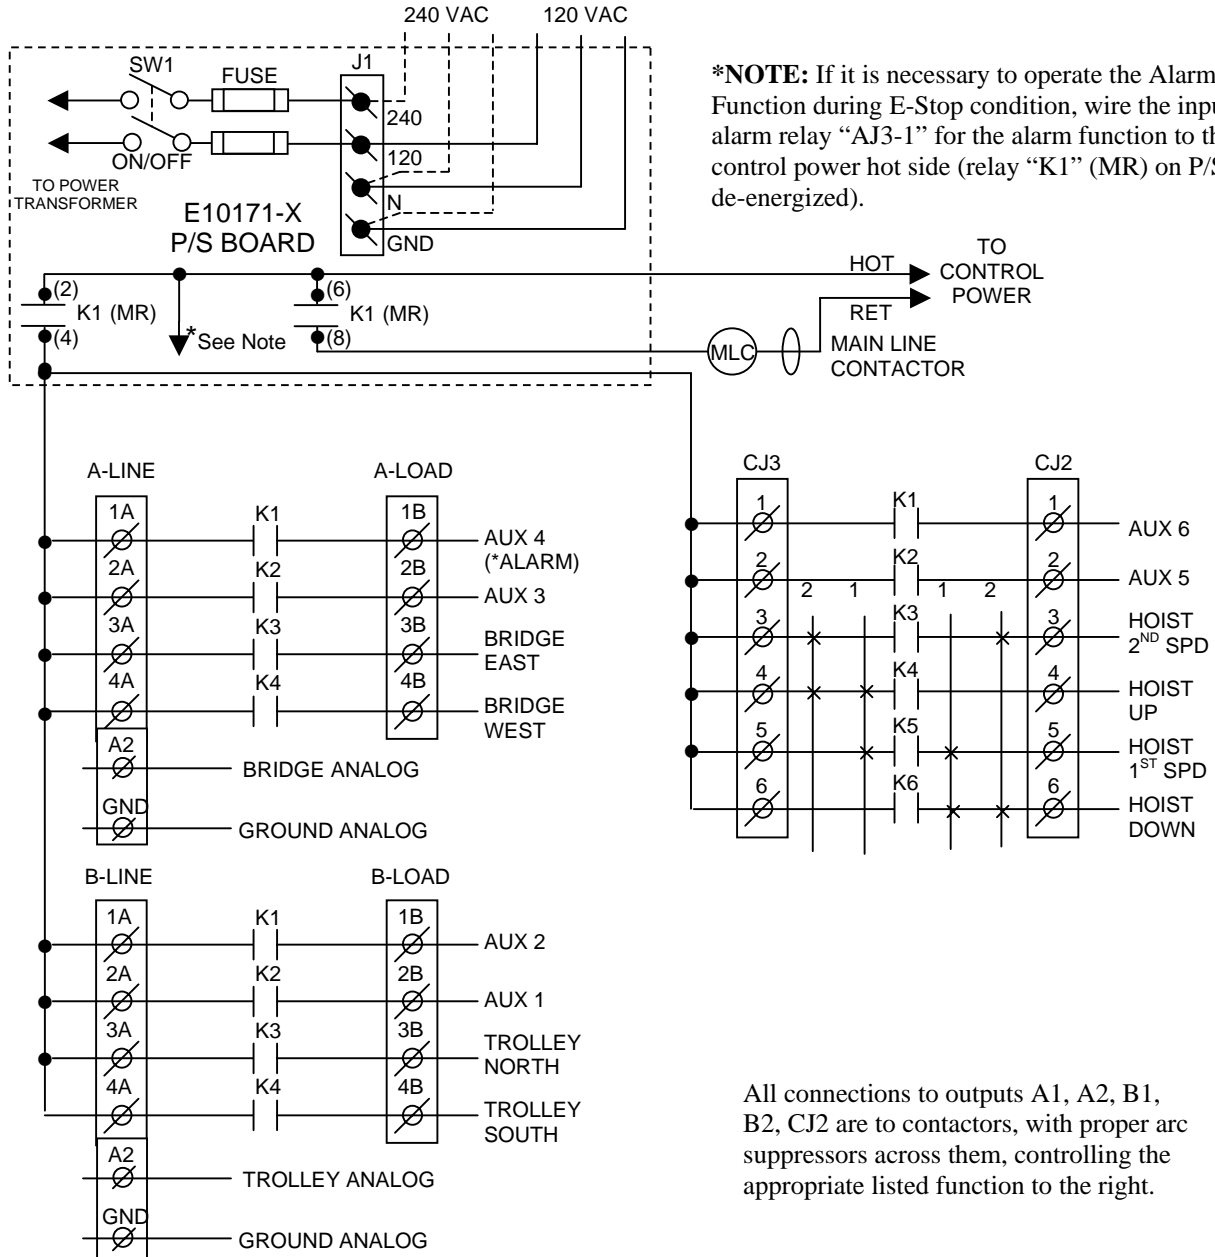 240 VAC 120 VAC
SW1
FUSE
J1
240
120
N
GND
ON/OFF
TO POWER
TRANSFORMER
E10171-X
P/S BOARD
*NOTE: If it is necessary to operate the Alarm
Function during E-Stop condition, wire the
alarm relay “AJ3-1” for the alarm function to
control power hot side (relay “K1” (MR) on
de-energized).
(2)
K1 (MR)
(4)
*See Note
(6)
K1 (MR)
(8)
HOT
RET
TO
CONTROL
POWER
MLC
MAIN LINE
CONTACTOR
A-LINE A-LOAD
1A K1 1B
AUX 4
(*ALARM)
2A K2 2B
AUX 3
3A K3 3B
BRIDGE
EAST
4A K4 4B
BRIDGE
WEST
A2
BRIDGE ANALOG
GND
GROUND ANALOG
CJ3 CJ2
1 K1 1
AUX 6
2 K2 2
AUX 5
2 1 1 2
3 K3 3
HOIST
2ND SPD
4 K4 4
HOIST
UP
5 K5 5
HOIST
1ST SPD
6 K6 6
HOIST
DOWN
B-LINE B-LOAD
1A K1 1B
AUX 2
2A K2 2B
AUX 1
3A K3 3B
TROLLEY
NORTH
4A K4 4B
TROLLEY
SOUTH
A2
TROLLEY ANALOG
GND
GROUND ANALOG
All connections to outputs A1, A2, B1,
B2, CJ2 are to contactors, with proper arc
suppressors across them, controlling the
appropriate listed function to the right.